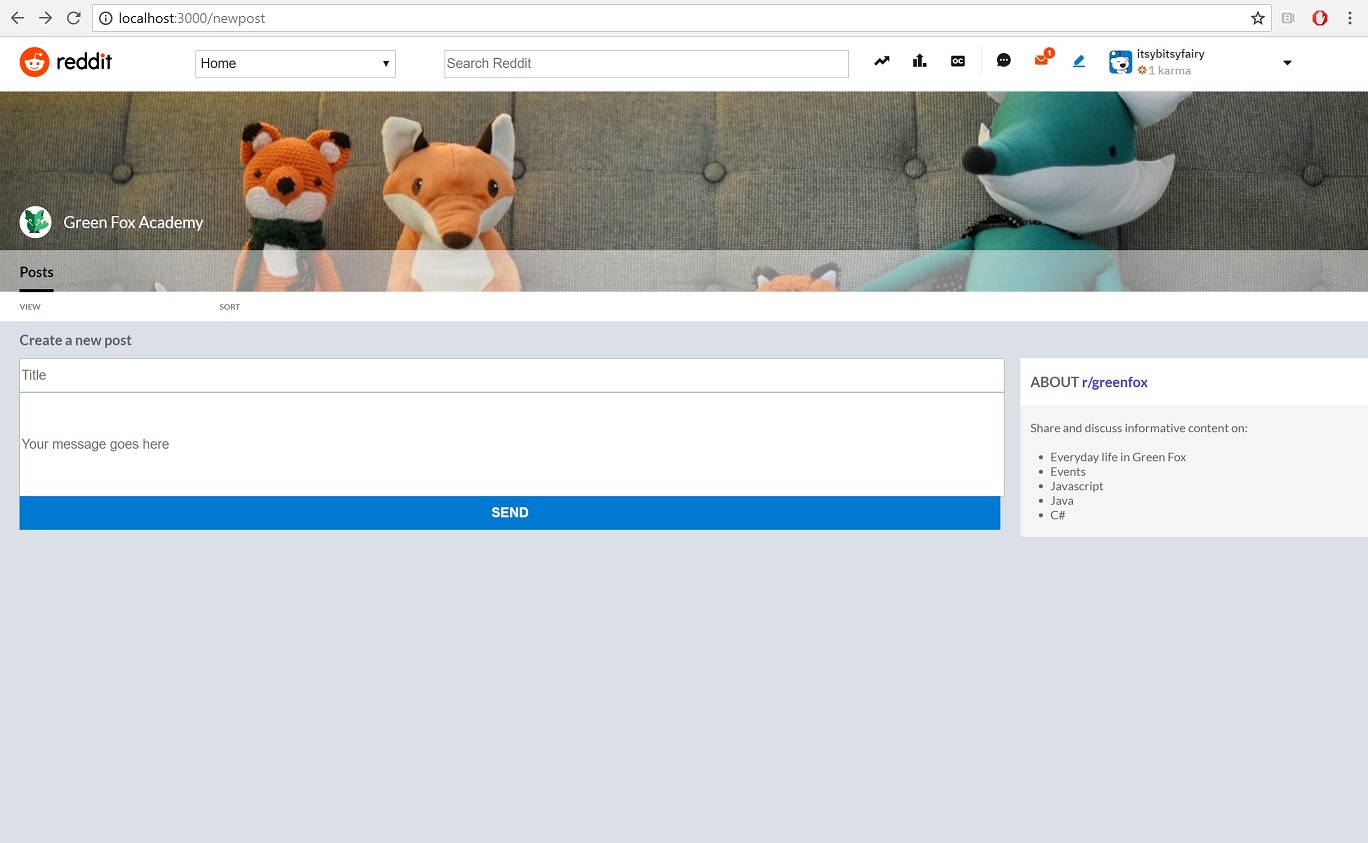 localhost:3000/newpost
reddit
Home
Search Reddit
OC
1
itsybitsyfairy
1 karma
Green Fox Academy
Posts
VIEW
SORT
Create a new post
Title
Your message goes here
SEND
ABOUT r/greenfox
Share and discuss informative content on:
Everyday life in Green Fox
Events
Javascript
Java
C#